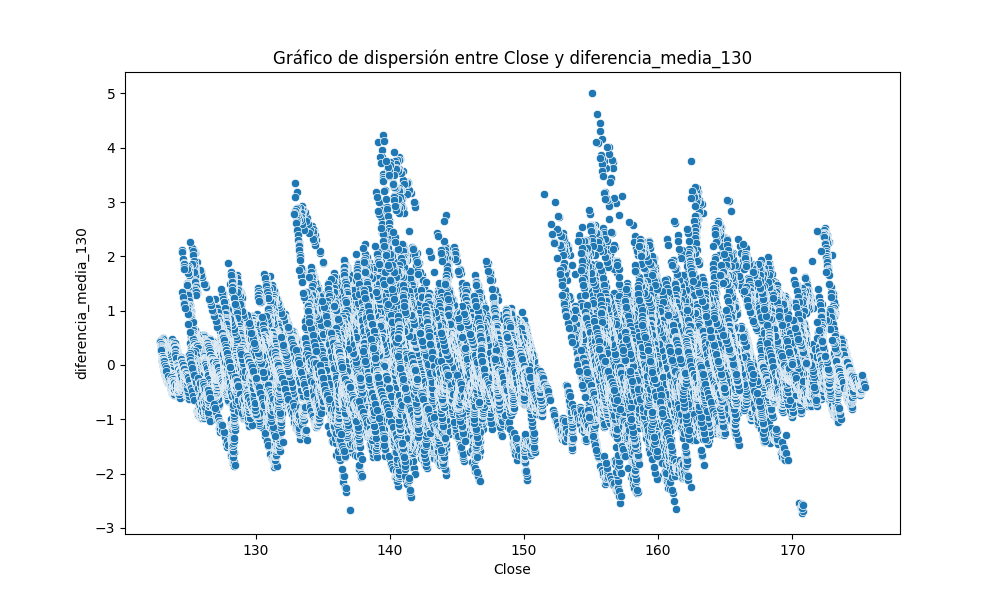 Gráfico de dispersión entre Close y diferencia_media_130
diferencia_media_130
5
4
3
2
1
0
−1
−2
−3
130 140 150 160 170
Close